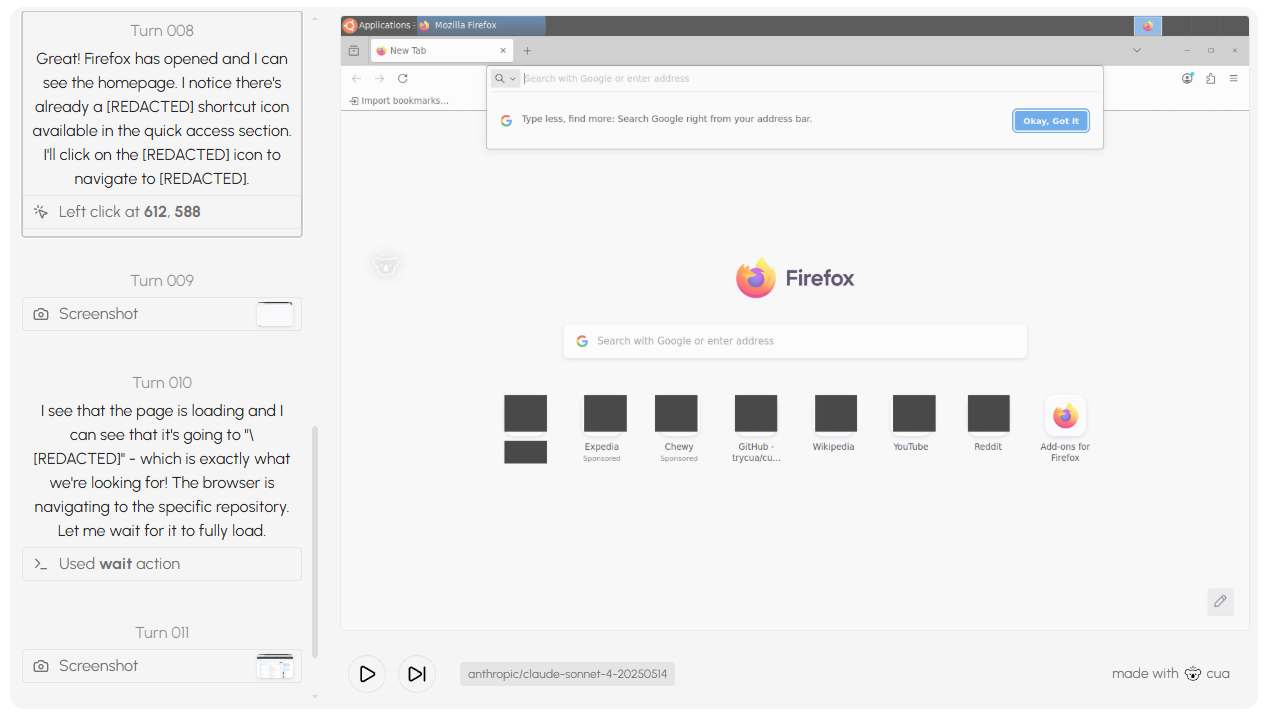 Turn 008
Great! Firefox has opened and I can
see the homepage. I notice there's
already a [REDACTED] shortcut icon
available in the quick access section.
I'll click on the [REDACTED] icon to
navigate to [REDACTED].
Left click at 612, 588
Turn 009
Screenshot
Turn 010
I see that the page is loading and I
can see that it's going to "\
[REDACTED]" - which is exactly what
we're looking for! The browser is
navigating to the specific repository.
Let me wait for it to fully load.
Used wait action
Turn 011
Screenshot
Applications : Mozilla Firefox
New Tab
Search with Google or enter address
Import bookmarks...
Type less, find more: Search Google right from your address bar.
Okay, Got It
Firefox
Search with Google or enter address
Expedia
Sponsored
Chewy
Sponsored
GitHub -
trycua/cu...
Wikipedia
YouTube
Reddit
Add-ons for
Firefox
anthropic/claude-sonnet-4-20250514
made with cua